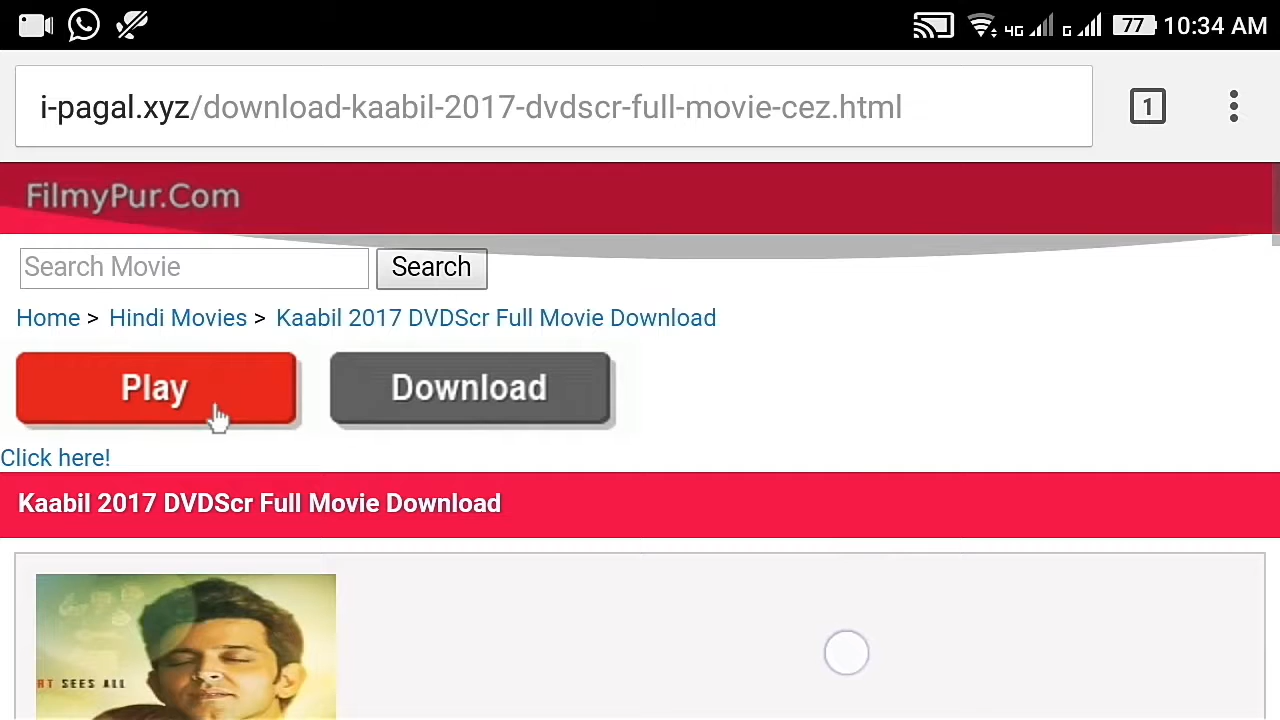 4G G 77 10:34 AM
i-pagal.xyz/download-kaabil-2017-dvdscr-full-movie-cez.html 1
FilmyPur.Com
Search Movie Search
Home > Hindi Movies > Kaabil 2017 DVDScr Full Movie Download
Play Download
Click here!
Kaabil 2017 DVDScr Full Movie Download
RT SEES ALL